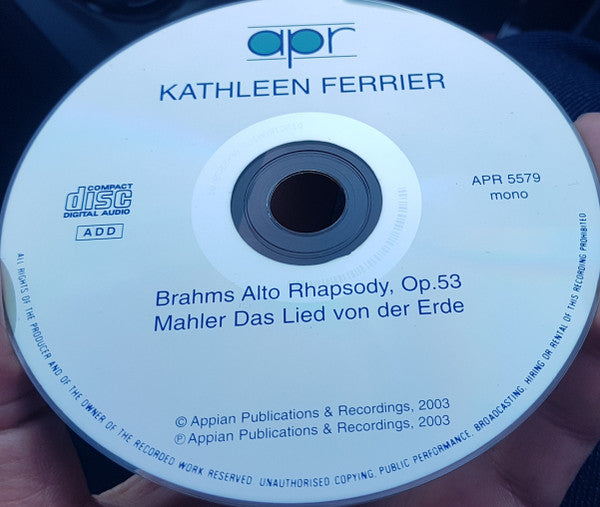 apr
KATHLEEN FERRIER
COMPACT
disc
DIGITAL AUDIO
ADD
APR 5579
mono
Brahms Alto Rhapsody, Op.53
Mahler Das Lied von der Erde
© Appian Publications & Recordings, 2003
℗ Appian Publications & Recordings, 2003
ALL RIGHTS OF THE PRODUCER AND OF THE OWNER OF THE RECORDED WORK RESERVED. UNAUTHORISED COPYING, PUBLIC PERFORMANCE, BROADCASTING, HIRING OR RENTAL OF THIS RECORDING PROHIBITED